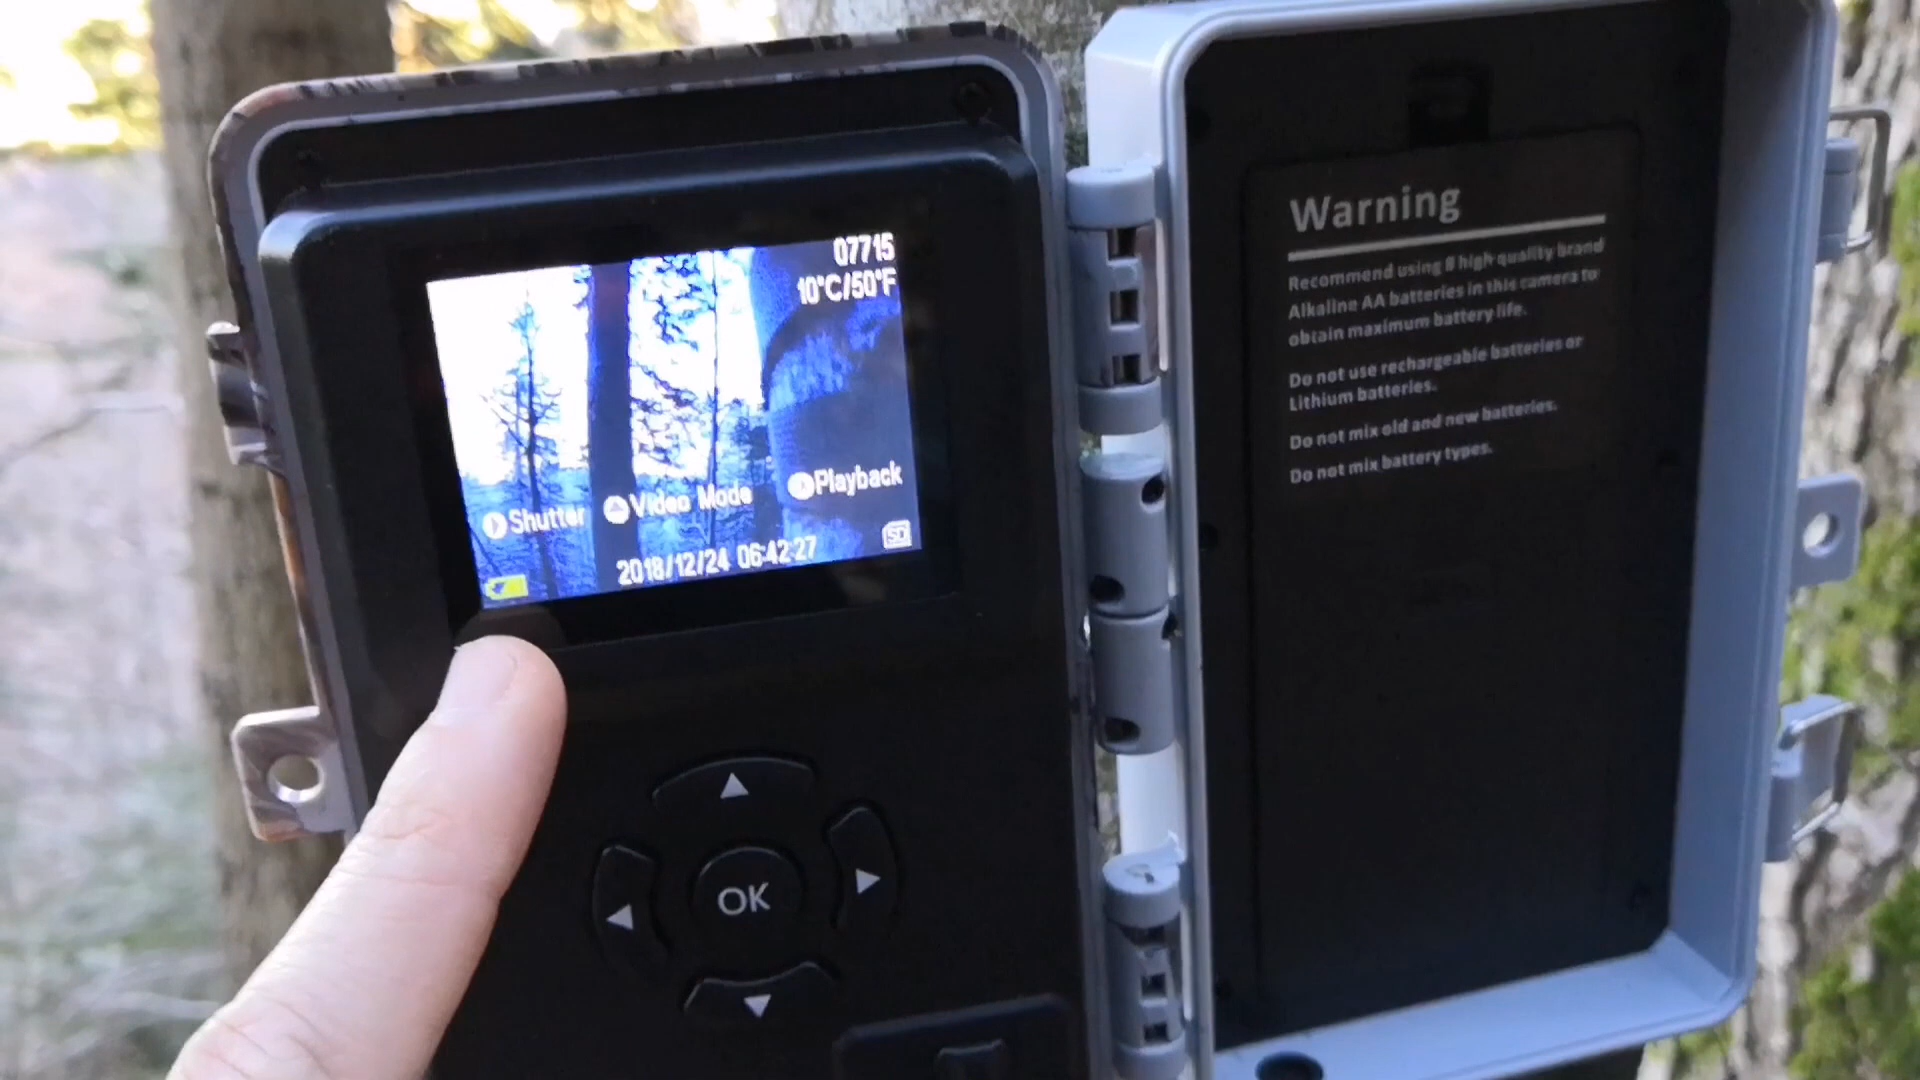 07715
10°C/50°F
Shutter
Video Mode
Playback
SD
2018/12/24 06:42:27
OK
Warning
Recommend using 8 high quality brand
Alkaline AA batteries in this camera to
obtain maximum battery life.
Do not use rechargeable batteries or
Lithium batteries.
Do not mix old and new batteries.
Do not mix battery types.